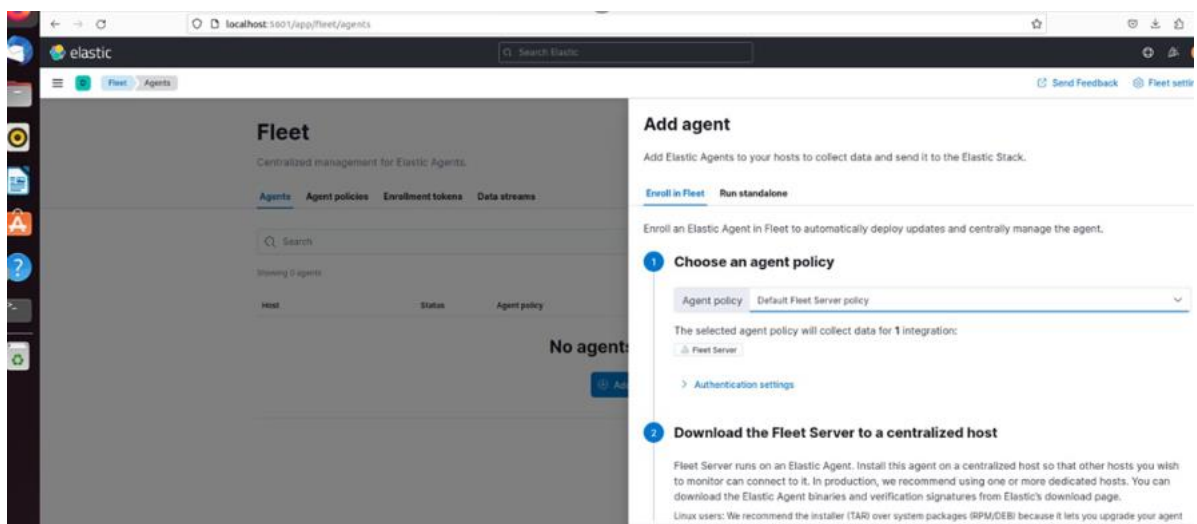 localhost:5601/app/fleet/agents
elastic
Search Elastic
D Fleet Agents
Send Feedback Fleet settin
Fleet
Centralized management for Elastic Agents.
Agents Agent policies Enrollment tokens Data streams
Search
Showing 0 agents
Host Status Agent policy
No agents
Ad
Add agent
Add Elastic Agents to your hosts to collect data and send it to the Elastic Stack.
Enroll in Fleet Run standalone
Enroll an Elastic Agent in Fleet to automatically deploy updates and centrally manage the agent.
1 Choose an agent policy
Agent policy Default Fleet Server policy
The selected agent policy will collect data for 1 integration:
Fleet Server
Authentication settings
2 Download the Fleet Server to a centralized host
Fleet Server runs on an Elastic Agent. Install this agent on a centralized host so that other hosts you wish
to monitor can connect to it. In production, we recommend using one or more dedicated hosts. You can
download the Elastic Agent binaries and verification signatures from Elastic's download page.
Linux users: We recommend the installer (TAR) over system packages (RPM/DEB) because it lets you upgrade your agent